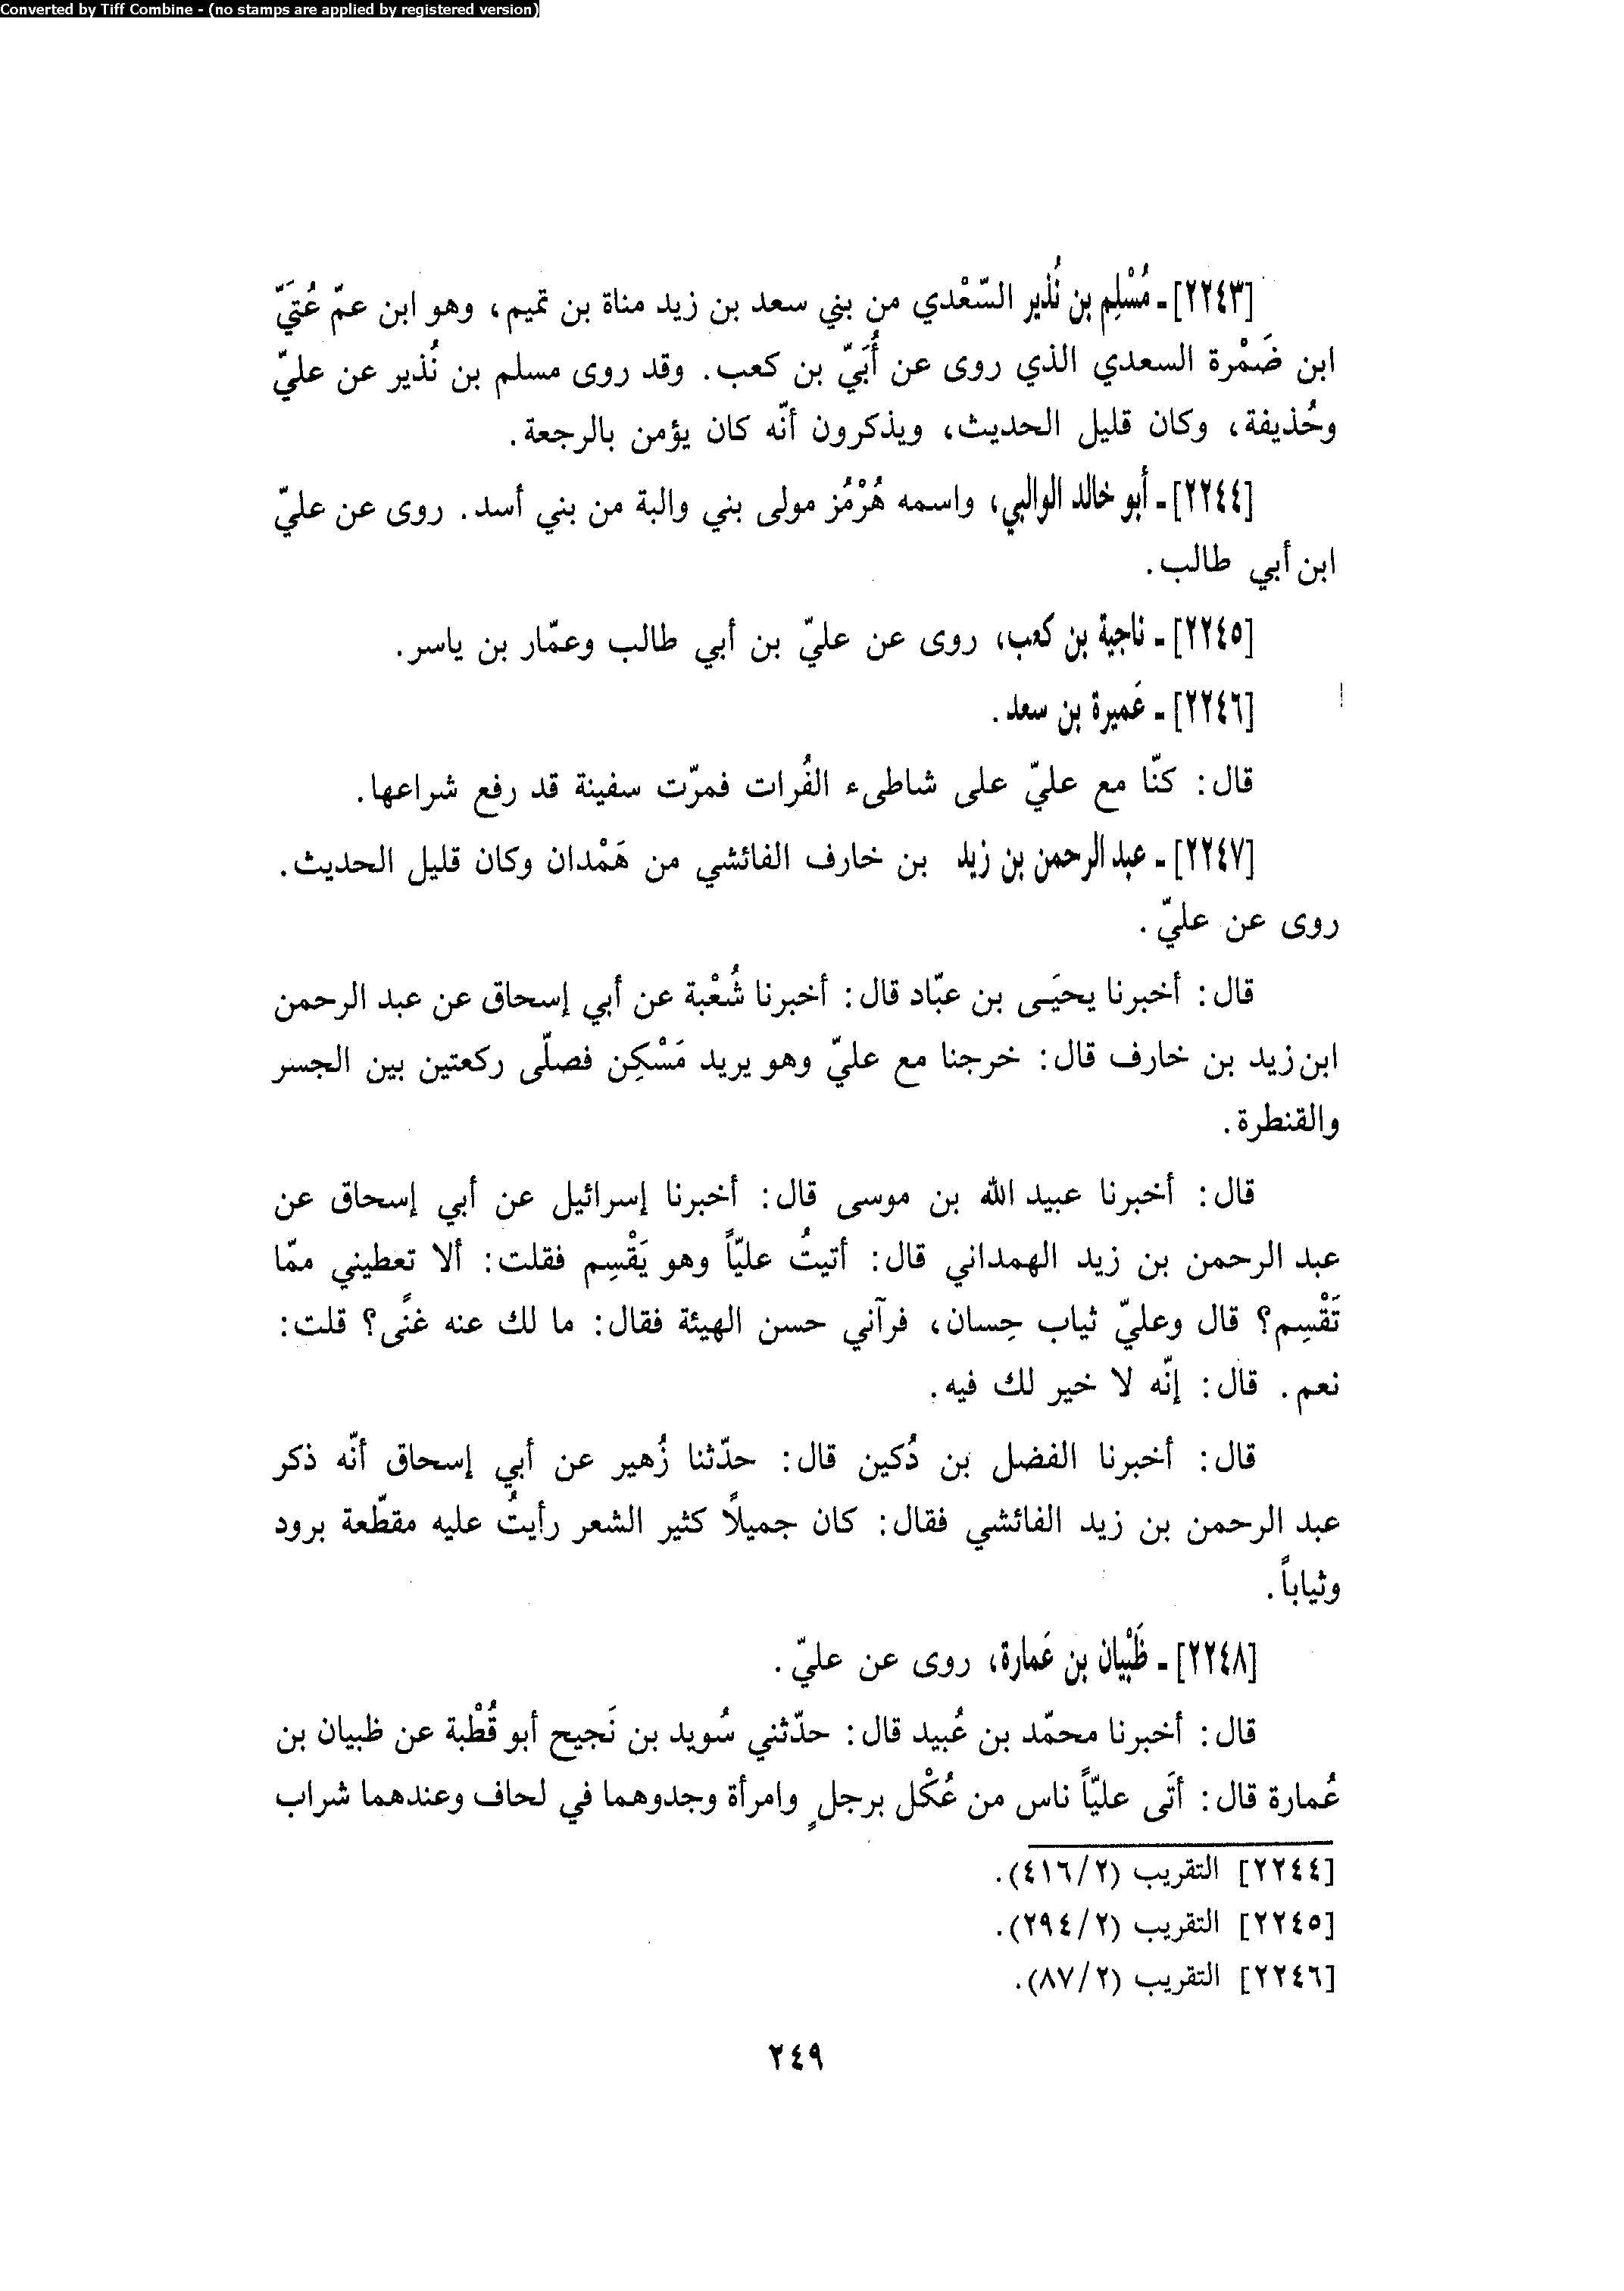 Converted by Tiff Combine - (no stamps are applied by registered version)
[٢٢٤٣] ـ مُسْلِم بن نُذير السّعْدي من بني سعد بن زيد مناة بن تميم، وهو ابن عمّ عُتَيّ
ابن ضَمْرة السعدي الذي روى عن أُبَيّ بن كعب. وقد روى مسلم بن نُذير عن عليّ
وحُذيفة، وكان قليل الحديث، ويذكرون أنّه كان يؤمن بالرجعة.
[٢٢٤٤] ـ أبو خالد الوالبي، واسمه هُرْمُز مولى بني والبة من بني أسد. روى عن عليّ
ابن أبي طالب.
[٢٢٤٥] ـ ناجية بن كعب، روى عن عليّ بن أبي طالب وعمّار بن ياسر.
[٢٢٤٦] ـ عَميرة بن سعد.
قال: كنّا مع عليّ على شاطىء الفُرات فمرّت سفينة قد رفع شراعها.
[٢٢٤٧] ـ عبد الرحمن بن زيد بن خارف الفائشي من هَمْدان وكان قليل الحديث.
روى عن عليّ.
قال: أخبرنا يحيَى بن عبّاد قال: أخبرنا شُعْبة عن أبي إسحاق عن عبد الرحمن
ابن زيد بن خارف قال: خرجنا مع عليّ وهو يريد مَسْكِن فصلّى ركعتين بين الجسر
والقنطرة.
قال: أخبرنا عبيد الله بن موسى قال: أخبرنا إسرائيل عن أبي إسحاق عن
عبد الرحمن بن زيد الهمداني قال: أتيتُ عليّاً وهو يَقْسِم فقلت: ألا تعطيني ممّا
تَقْسِم؟ قال وعليّ ثياب حِسان، فرآني حسن الهيئة فقال: ما لك عنه غنًى؟ قلت:
نعم. قال: إنّه لا خير لك فيه.
قال: أخبرنا الفضل بن دُكين قال: حدّثنا زُهير عن أبي إسحاق أنّه ذكر
عبد الرحمن بن زيد الفائشي فقال: كان جميلاً كثير الشعر رأيتُ عليه مقطّعة برود
وثياباً.
[٢٢٤٨] ـ ظَبْيان بن عَمارة، روى عن عليّ.
قال: أخبرنا محمّد بن عُبيد قال: حدّثني سُويد بن نَجيح أبو قُطْبة عن ظبيان بن
عُمارة قال: أتَى عليّاً ناس من عُكْل برجلٍ وامرأة وجدوهما في لحاف وعندهما شراب
[٢٢٤٤] التقريب (٤١٦/٢).
[٢٢٤٥] التقريب (٢٩٤/٢).
[٢٢٤٦] التقريب (٨٧/٢).
٢٤٩